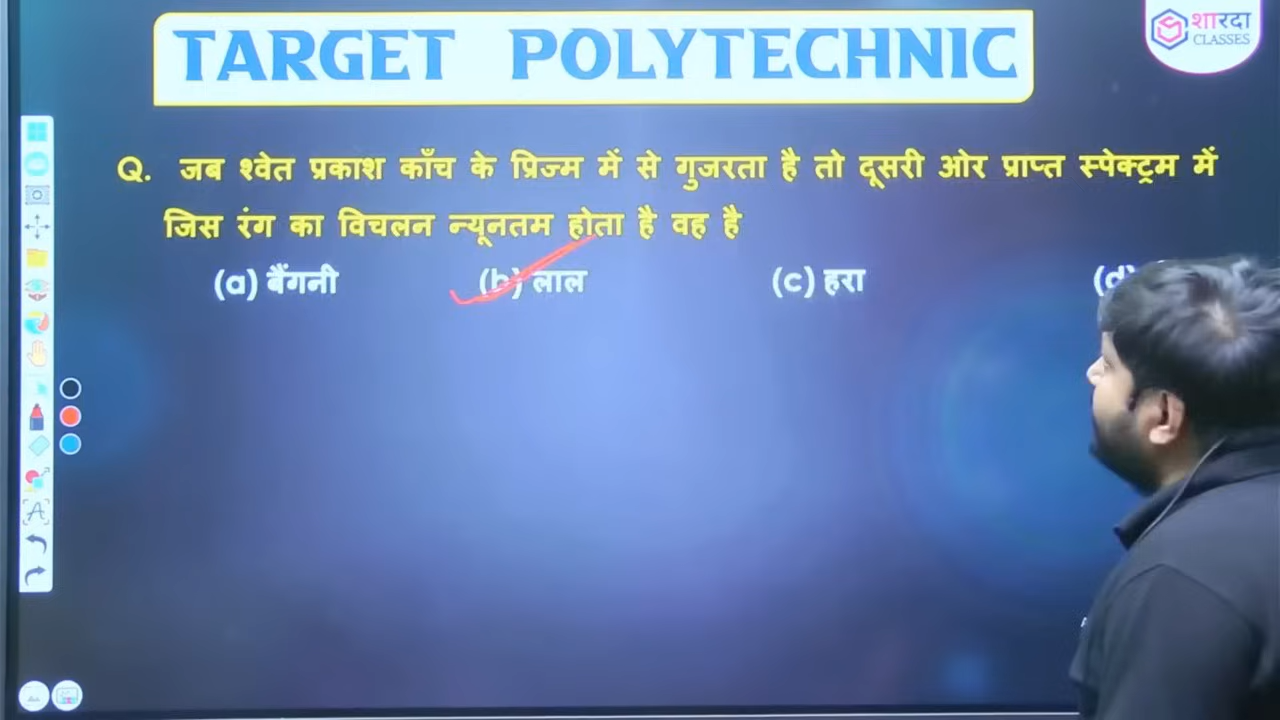 TARGET POLYTECHNIC
शारदा
CLASSES
Q. जब श्वेत प्रकाश काँच के प्रिज्म में से गुजरता है तो दूसरी ओर प्राप्त स्पेक्ट्रम में
जिस रंग का विचलन न्यूनतम होता है वह है
(a) बैंगनी (b) लाल (c) हरा (d)